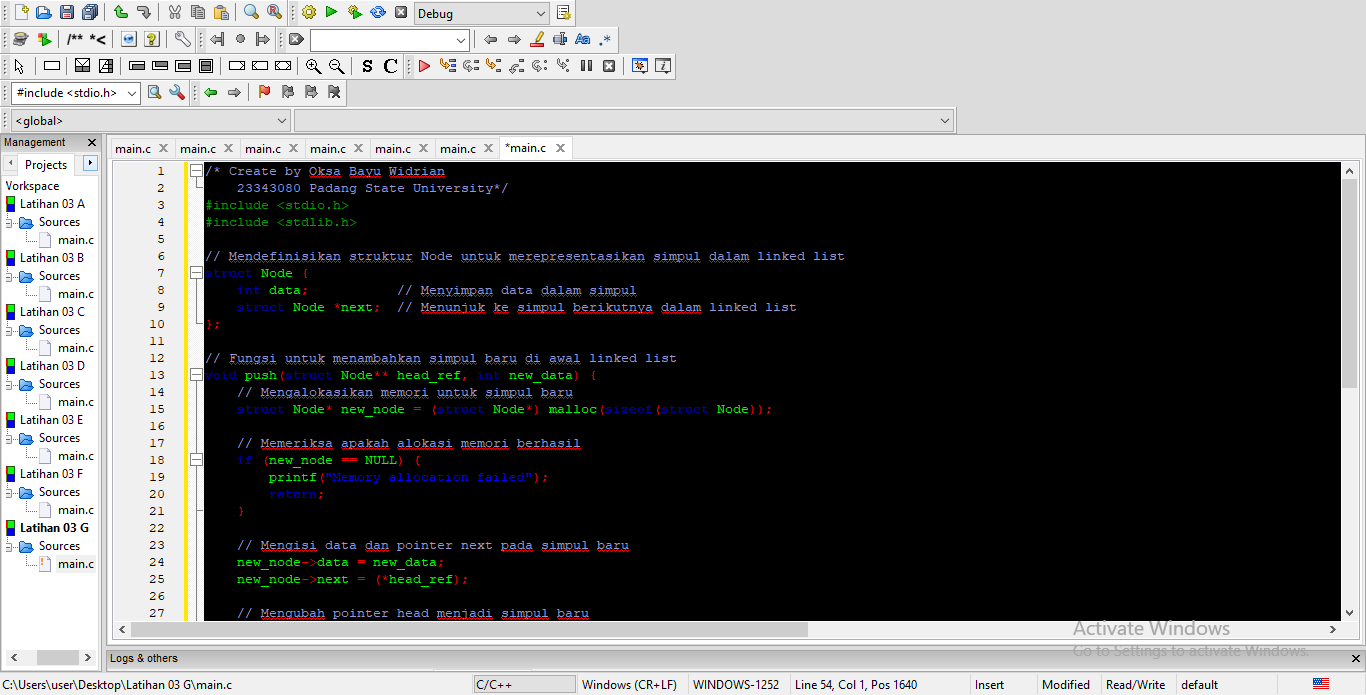 Debug
/** *<
S C
#include <stdio.h>
<global>
Management
Projects
Workspace
Latihan 03 A
Sources
main.c
Latihan 03 B
Sources
main.c
Latihan 03 C
Sources
main.c
Latihan 03 D
Sources
main.c
Latihan 03 E
Sources
main.c
Latihan 03 F
Sources
main.c
Latihan 03 G
Sources
main.c
main.c main.c main.c main.c main.c main.c *main.c
1 /* Create by Oksa Bayu Widrian
2 23343080 Padang State University*/
3 #include <stdio.h>
4 #include <stdlib.h>
5
6 // Mendefinisikan struktur Node untuk merepresentasikan simpul dalam linked list
7 struct Node {
8 int data; // Menyimpan data dalam simpul
9 struct Node *next; // Menunjuk ke simpul berikutnya dalam linked list
10 };
11
12 // Fungsi untuk menambahkan simpul baru di awal linked list
13 void push(struct Node** head_ref, int new_data) {
14 // Mengalokasikan memori untuk simpul baru
15 struct Node* new_node = (struct Node*) malloc(sizeof(struct Node));
16
17 // Memeriksa apakah alokasi memori berhasil
18 if (new_node == NULL) {
19 printf("Memory allocation failed");
20 return;
21 }
22
23 // Mengisi data dan pointer next pada simpul baru
24 new_node->data = new_data;
25 new_node->next = (*head_ref);
26
27 // Mengubah pointer head menjadi simpul baru
Activate Windows
Go to Settings to activate Windows.
Logs & others
C:\Users\user\Desktop\Latihan 03 G\main.c C/C++ Windows (CR+LF) WINDOWS-1252 Line 54, Col 1, Pos 1640 Insert Modified Read/Write default